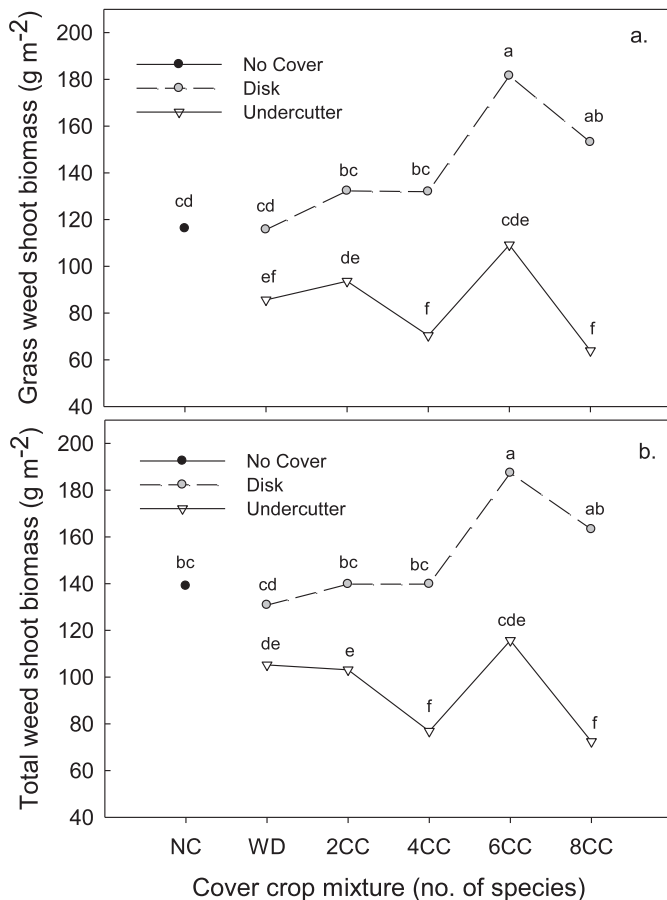 200
180
160
140
120
100
80
60
40
Grass weed shoot biomass (g m-2)
a.
No Cover
Disk
Undercutter
cd
cd
bc
bc
a
ab
ef
de
f
cde
f
200
180
160
140
120
100
80
60
40
Total weed shoot biomass (g m-2)
b.
No Cover
Disk
Undercutter
bc
cd
bc
bc
a
ab
de
e
f
cde
f
NC WD 2CC 4CC 6CC 8CC
Cover crop mixture (no. of species)